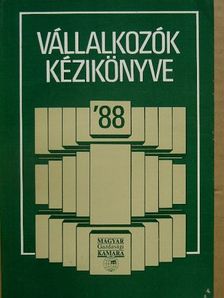 VÁLLALKOZÓK
KÉZIKÖNYVE
'88
MAGYAR
Gazdasági
KAMARA